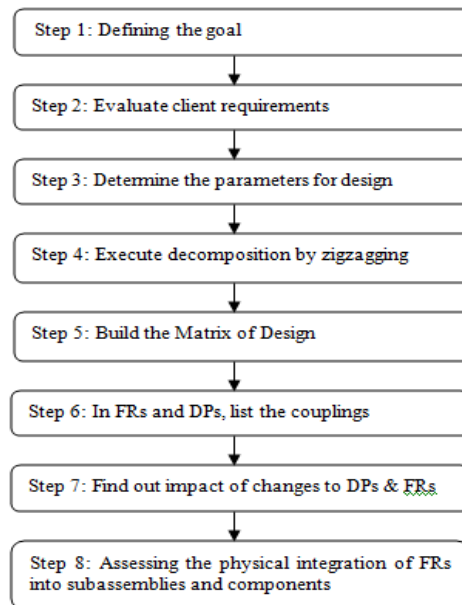 Step 1: Defining the goal
Step 2: Evaluate client requirements
Step 3: Determine the parameters for design
Step 4: Execute decomposition by zigzagging
Step 5: Build the Matrix of Design
Step 6: In FRs and DPs, list the couplings
Step 7: Find out impact of changes to DPs & FRs
Step 8: Assessing the physical integration of FRs
into subassemblies and components